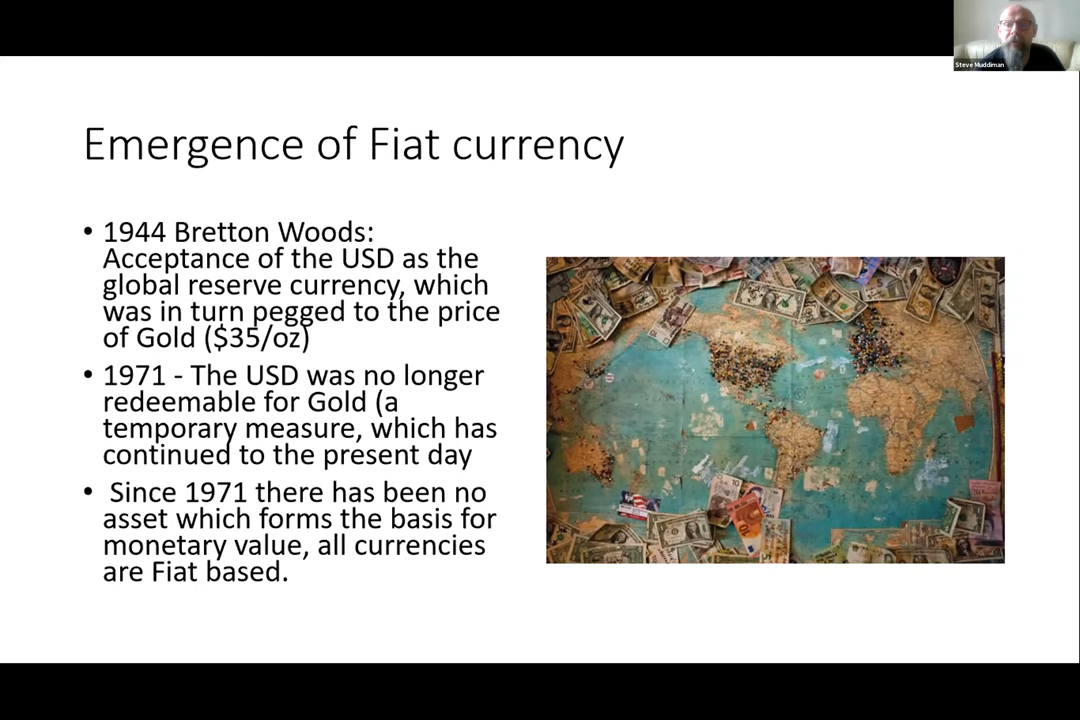 Steve Muddiman
Emergence of Fiat currency
• 1944 Bretton Woods:
Acceptance of the USD as the
global reserve currency, which
was in turn pegged to the price
of Gold ($35/oz)
• 1971 - The USD was no longer
redeemable for Gold (a
temporary measure, which has
continued to the present day
• Since 1971 there has been no
asset which forms the basis for
monetary value, all currencies
are Fiat based.